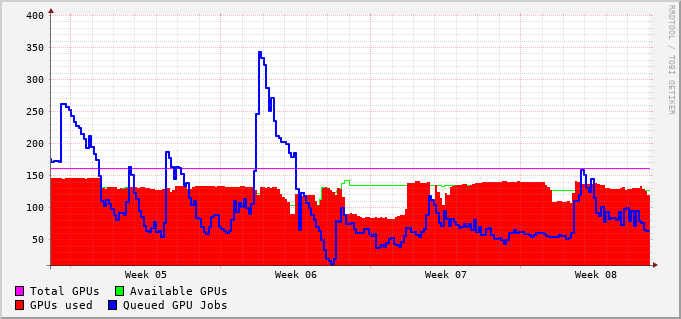 400
350
300
250
200
150
100
50
Week 05 Week 06 Week 07 Week 08
Total GPUs Available GPUs
GPUs used Queued GPU Jobs
RRDTOOL / TOBI OETIKER